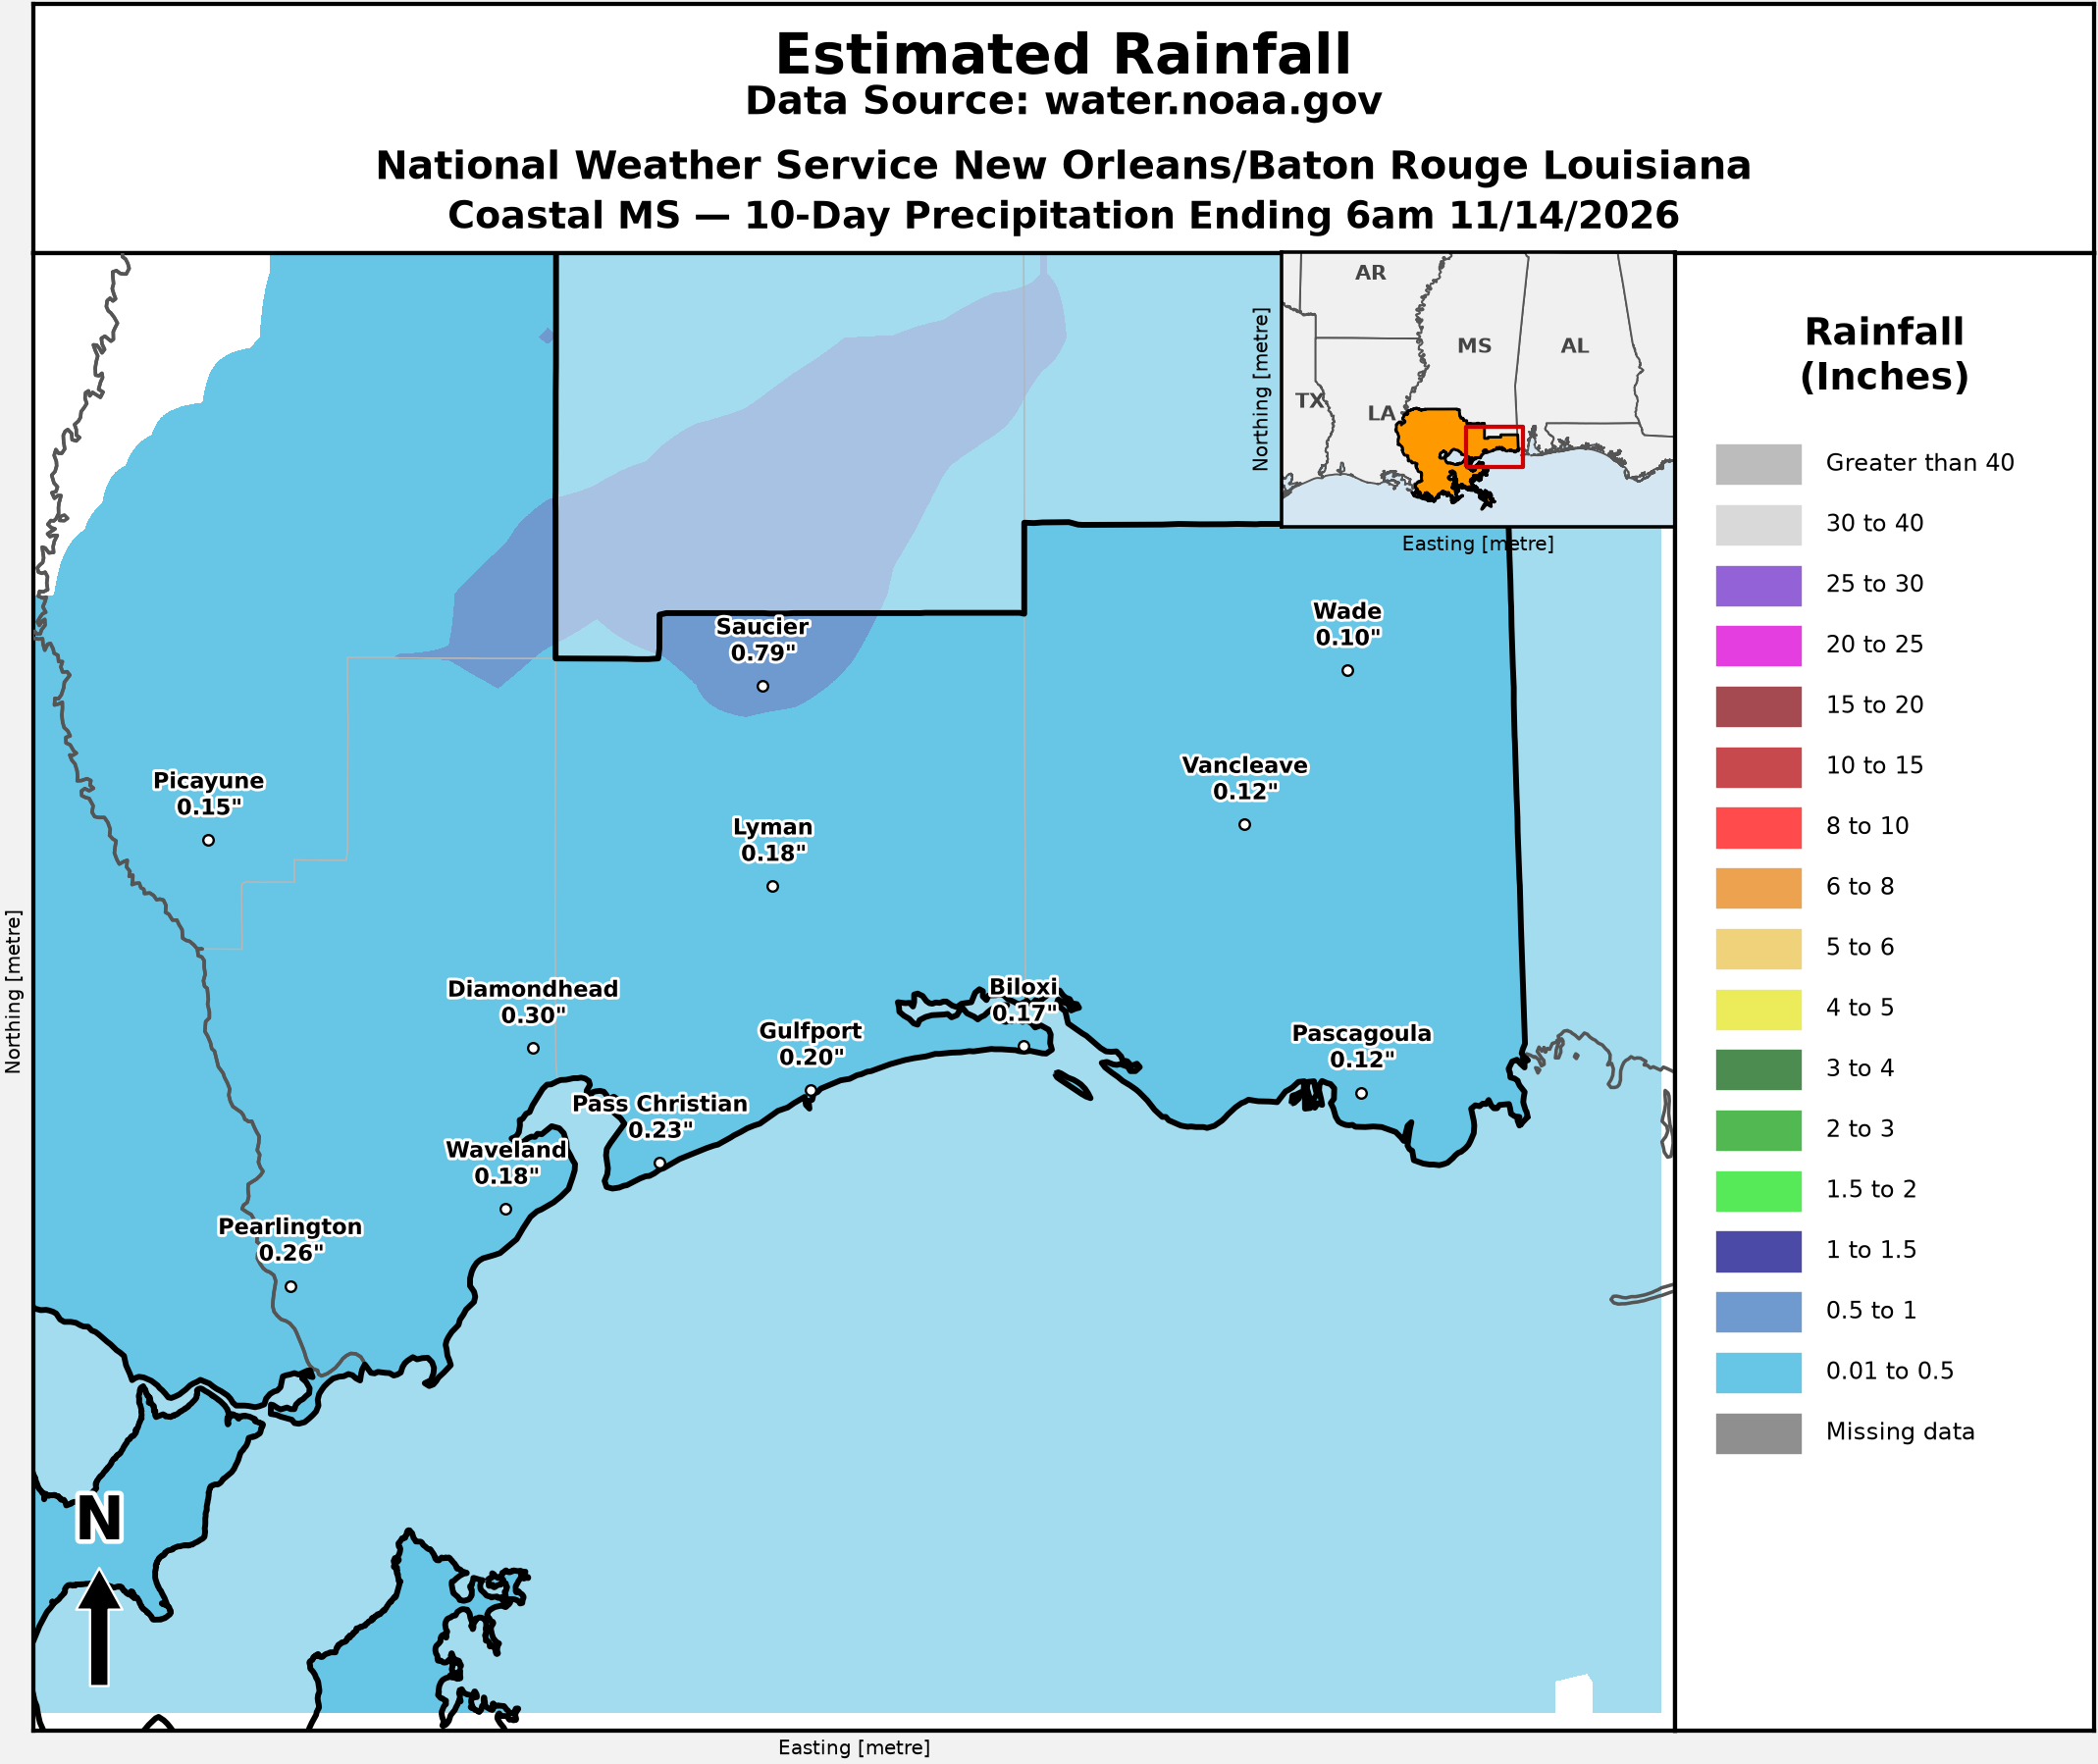 Estimated Rainfall
Data Source: water.noaa.gov
National Weather Service New Orleans/Baton Rouge Louisiana
Coastal MS — 10-Day Precipitation Ending 6am 11/14/2026
AR
MS
AL
TX
LA
Northing [metre]
Easting [metre]
Rainfall
(Inches)
Greater than 40
30 to 40
25 to 30
20 to 25
15 to 20
10 to 15
8 to 10
6 to 8
5 to 6
4 to 5
3 to 4
2 to 3
1.5 to 2
1 to 1.5
0.5 to 1
0.01 to 0.5
Missing data
Saucier
0.79"
Wade
0.10"
Picayune
0.15"
Vancleave
0.12"
Lyman
0.18"
Diamondhead
0.30"
Biloxi
0.17"
Gulfport
0.20"
Pascagoula
0.12"
Pass Christian
0.23"
Waveland
0.18"
Pearlington
0.26"
N
Northing [metre]
Easting [metre]